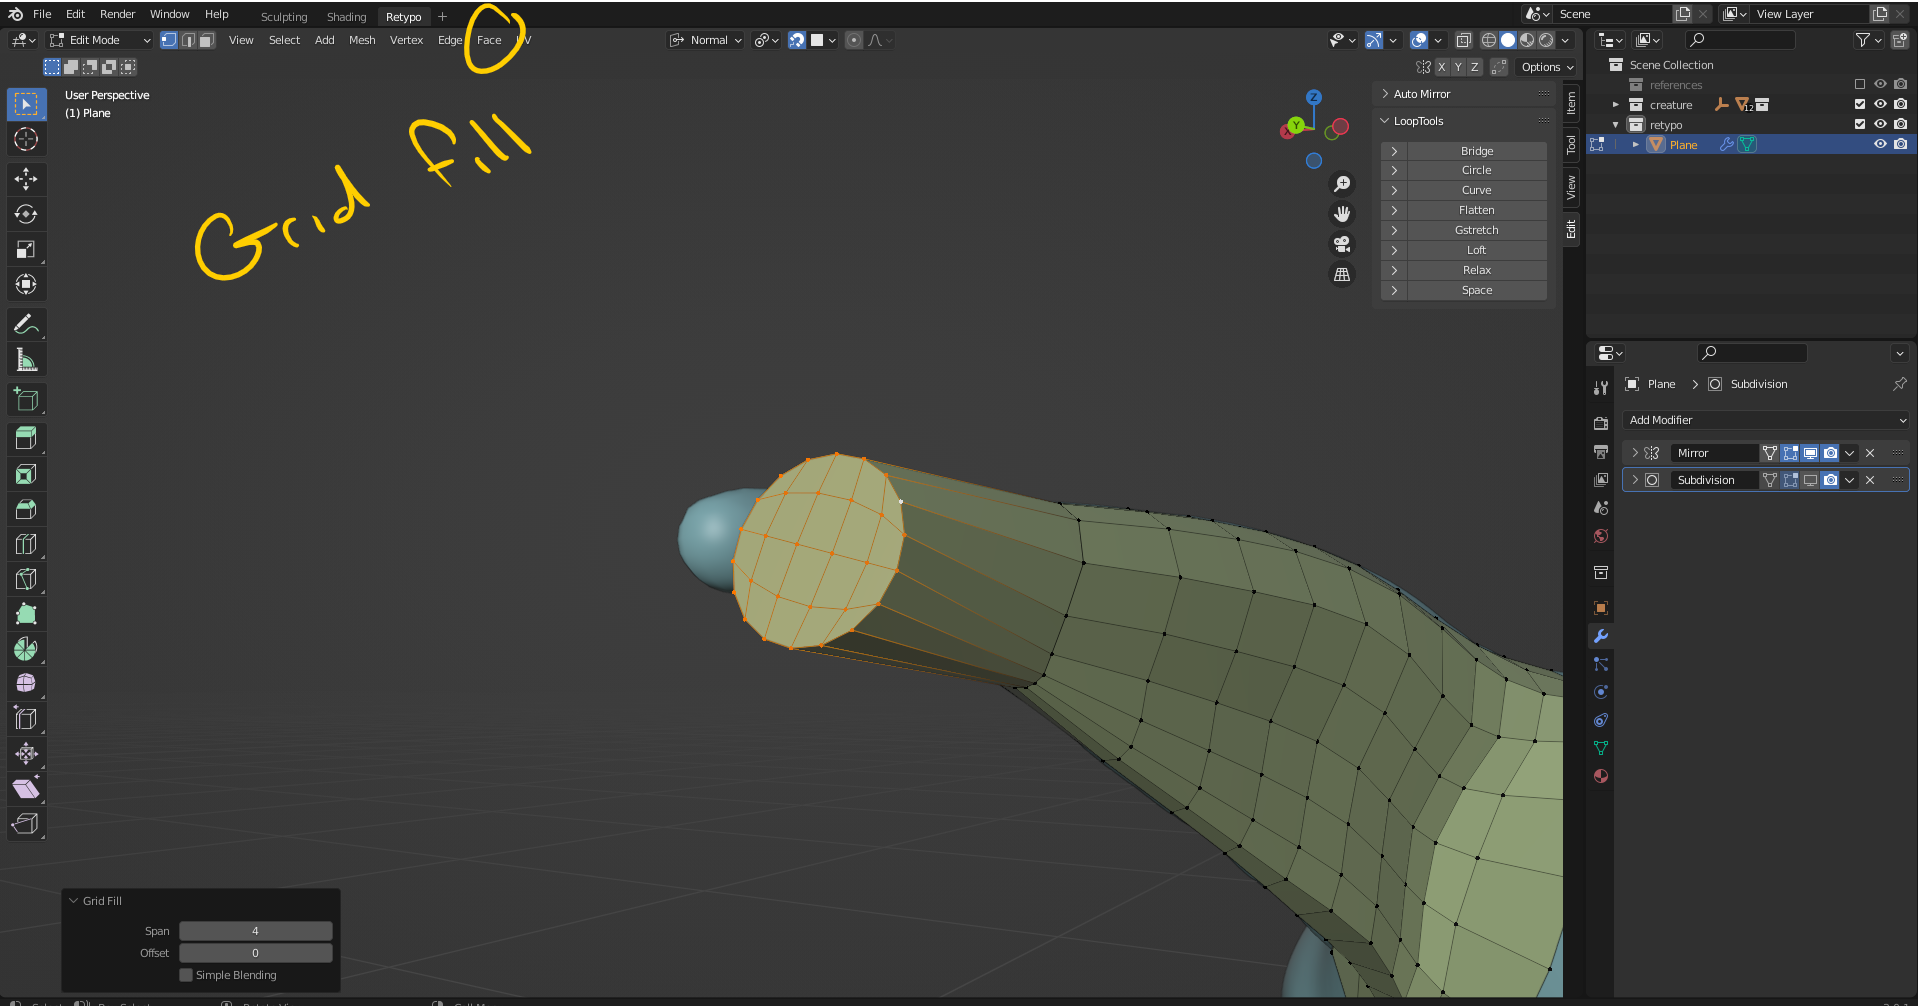 File Edit Render Window Help Sculpting Shading Retypo + Scene View Layer
Edit Mode View Select Add Mesh Vertex Edge Face V Normal
X Y Z Options
User Perspective
(1) Plane
Grid fill
Z
Y
X
Auto Mirror
LoopTools
Bridge
Circle
Curve
Flatten
Gstretch
Loft
Relax
Space
Item
Tool
View
Edit
Scene Collection
references
creature 12
retypo
Plane
Plane Subdivision
Add Modifier
Mirror
Subdivision
Grid Fill
Span 4
Offset 0
Simple Blending